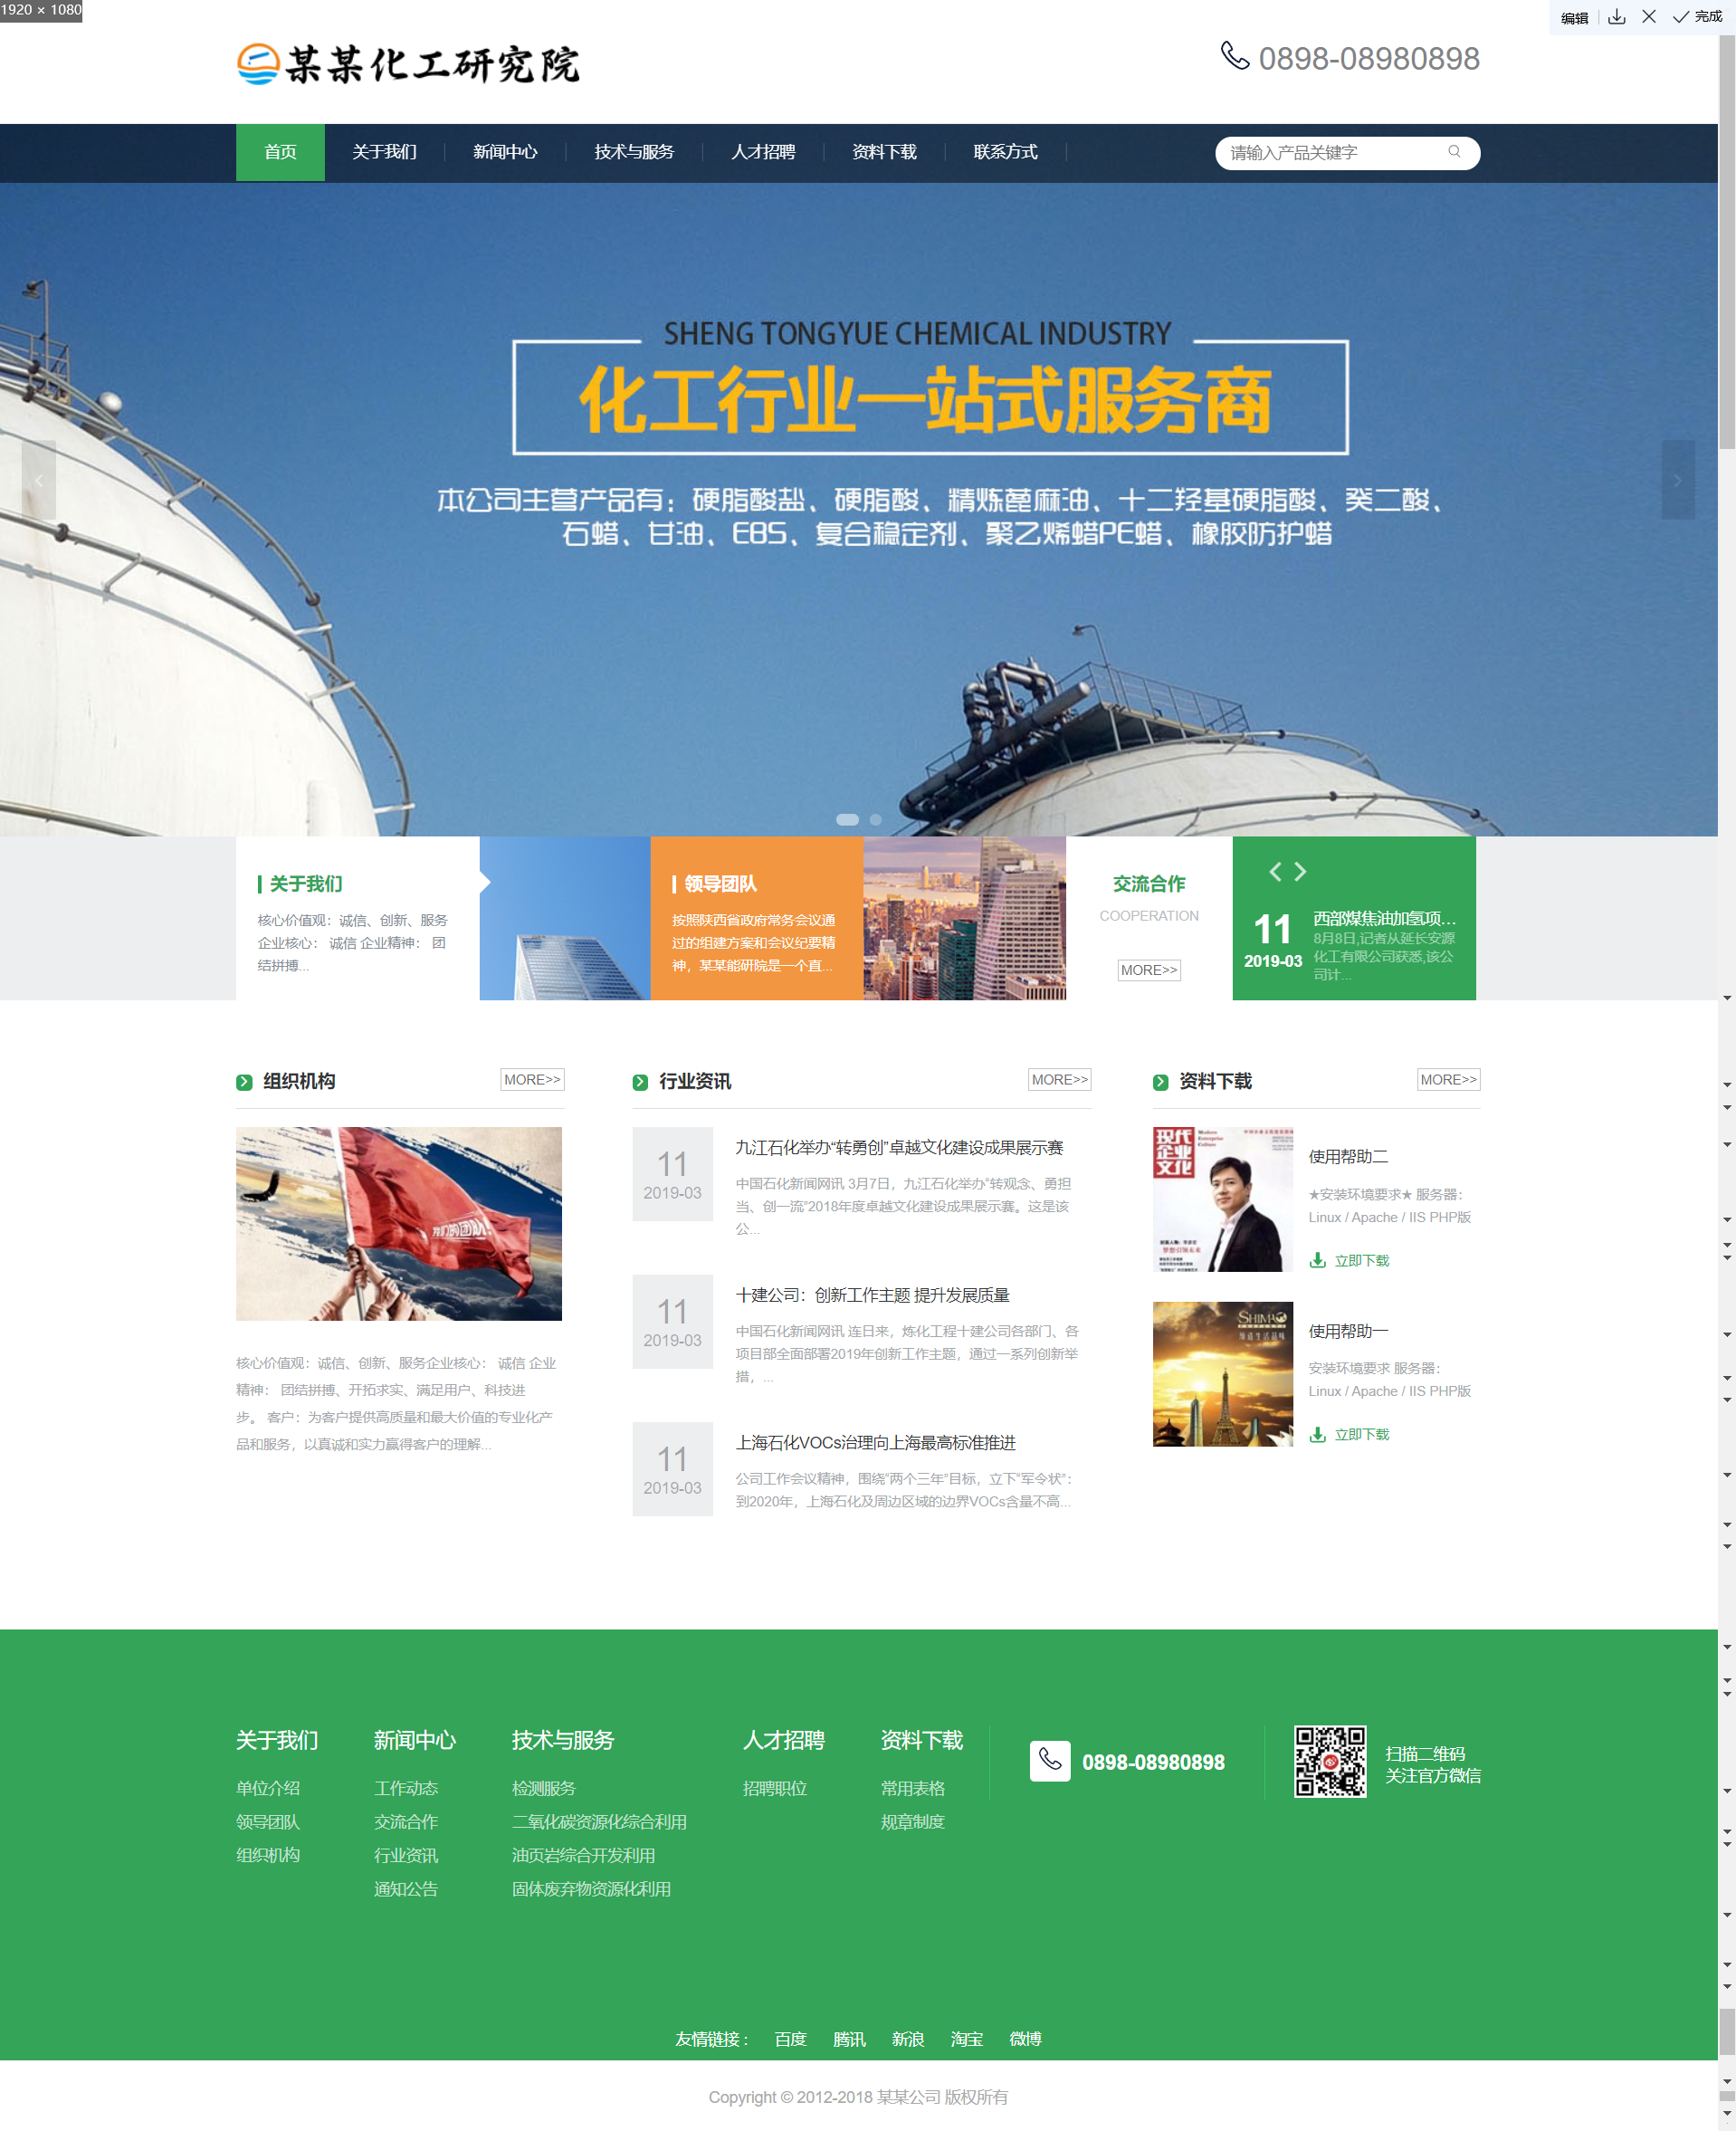 1920 × 1080
编辑
完成
某某化工研究院
0898-08980898
首页
关于我们
新闻中心
技术与服务
人才招聘
资料下载
联系方式
请输入产品关键字
SHENG TONGYUE CHEMICAL INDUSTRY
化工行业一站式服务商
本公司主营产品有：硬脂酸盐、硬脂酸、精炼蓖麻油、十二羟基硬脂酸、癸二酸、
石蜡、甘油、EBS、复合稳定剂、聚乙烯蜡PE蜡、橡胶防护蜡
关于我们
核心价值观：诚信、创新、服务
企业核心： 诚信 企业精神： 团
结拼搏...
领导团队
按照陕西省政府常务会议通
过的组建方案和会议纪要精
神，某某能研院是一个直...
交流合作
COOPERATION
MORE>>
11
2019-03
西部煤焦油加氢项...
8月8日,记者从延长安源
化工有限公司获悉,该公
司计...
组织机构
MORE>>
我们的团队!
核心价值观：诚信、创新、服务企业核心： 诚信 企业
精神： 团结拼搏、开拓求实、满足用户、科技进
步。 客户：为客户提供高质量和最大价值的专业化产
品和服务，以真诚和实力赢得客户的理解...
行业资讯
MORE>>
11
2019-03
九江石化举办“转勇创”卓越文化建设成果展示赛
中国石化新闻网讯 3月7日，九江石化举办“转观念、勇担
当、创一流”2018年度卓越文化建设成果展示赛。这是该
公...
11
2019-03
十建公司：创新工作主题 提升发展质量
中国石化新闻网讯 连日来，炼化工程十建公司各部门、各
项目部全面部署2019年创新工作主题，通过一系列创新举
措，...
11
2019-03
上海石化VOCs治理向上海最高标准推进
公司工作会议精神，围绕“两个三年”目标，立下“军令状”：
到2020年，上海石化及周边区域的边界VOCs含量不高...
资料下载
MORE>>
现代
企业
文化
Modern
Enterprise
Culture
使用帮助二
★安装环境要求★ 服务器：
Linux / Apache / IIS PHP版
立即下载
SHIMAO
缔造生活品味
使用帮助一
安装环境要求 服务器：
Linux / Apache / IIS PHP版
立即下载
关于我们
单位介绍
领导团队
组织机构
新闻中心
工作动态
交流合作
行业资讯
通知公告
技术与服务
检测服务
二氧化碳资源化综合利用
油页岩综合开发利用
固体废弃物资源化利用
人才招聘
招聘职位
资料下载
常用表格
规章制度
0898-08980898
扫描二维码
关注官方微信
友情链接：
百度
腾讯
新浪
淘宝
微博
Copyright © 2012-2018 某某公司 版权所有